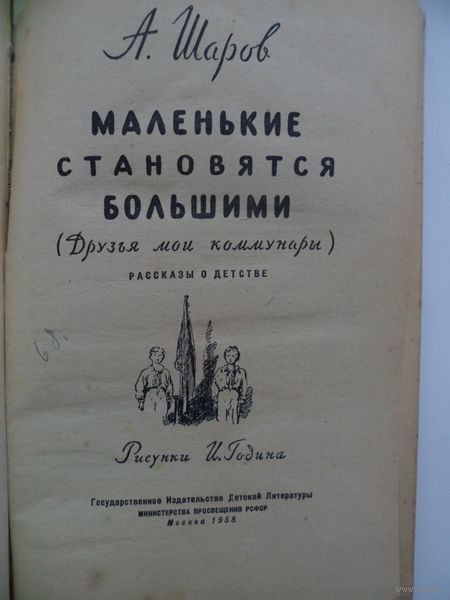 А. Шаров
МАЛЕНЬКИЕ
СТАНОВЯТСЯ
БОЛЬШИМИ
(Друзья мои коммунары)
РАССКАЗЫ О ДЕТСТВЕ
68.
Рисунки И. Година
Государственное Издательство Детской Литературы
МИНИСТЕРСТВА ПРОСВЕЩЕНИЯ РСФСР
Москва 1958